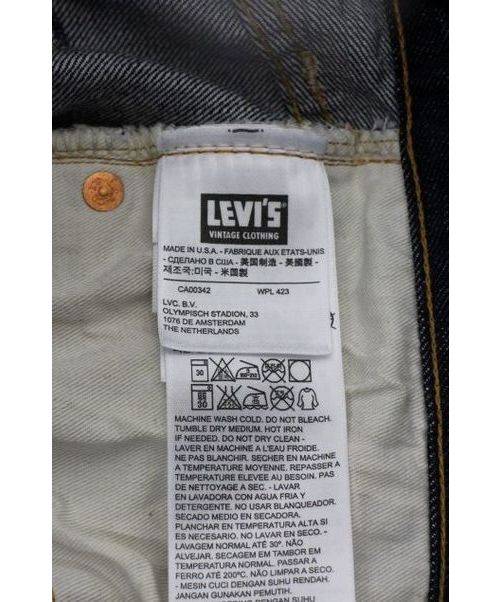 LEVI'S
VINTAGE CLOTHING
MADE IN U.S.A. - FABRIQUE AUX ETATS-UNIS
- СДЕЛАНО В США - 美国制造 - 美國製造 -
제조국:미국 - 米国製
CA00342 WPL 423
LVC. B.V.
OLYMPISCH STADION, 33
1076 DE AMSTERDAM
THE NETHERLANDS
30
30
MACHINE WASH COLD. DO NOT BLEACH.
TUMBLE DRY MEDIUM. HOT IRON
IF NEEDED. DO NOT DRY CLEAN -
LAVER EN MACHINE A L'EAU FROIDE.
NE PAS BLANCHIR. SECHER EN MACHINE
A TEMPERATURE MOYENNE. REPASSER A
TEMPERATURE ELEVEE AU BESOIN. PAS
DE NETTOYAGE A SEC. - LAVAR
EN LAVADORA CON AGUA FRIA Y
DETERGENTE. NO USAR BLANQUEADOR.
SECADO MEDIO EN SECADORA.
PLANCHAR EN TEMPERATURA ALTA SI
ES NECESARIO. NO LAVAR EN SECO. -
LAVAGEM NORMAL ATÉ 30º. NÃO
ALVEJAR. SECAGEM EM TAMBOR EM
TEMPERATURA NORMAL. PASSAR A
FERRO ATÉ 200ºC. NÃO LIMPAR A SECO.
- MESIN CUCI DENGAN SUHU RENDAH.
JANGAN GUNAKAN PEMUTIH.
DENGAN SUHU